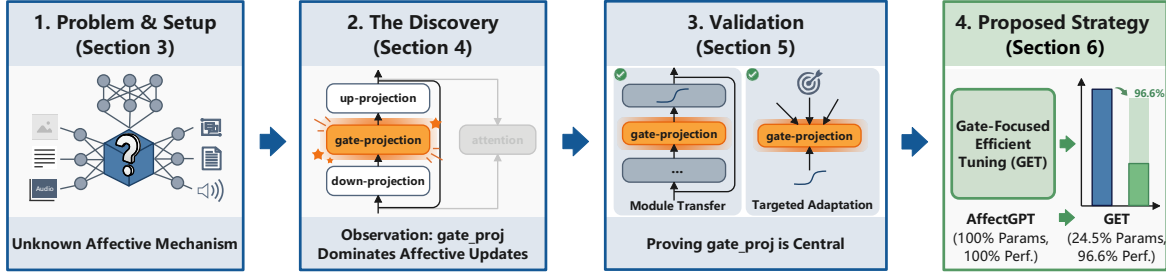 1. Problem & Setup
(Section 3)
?
Audio
Unknown Affective Mechanism
2. The Discovery
(Section 4)
up-projection
gate-projection
attention
down-projection
Observation: gate_proj
Dominates Affective Updates
3. Validation
(Section 5)
gate-projection
...
Module Transfer
gate-projection
Targeted Adaptation
Proving gate_proj is Central
4. Proposed Strategy
(Section 6)
Gate-Focused
Efficient
Tuning (GET)
96.6%
AffectGPT
(100% Params,
100% Perf.)
GET
(24.5% Params,
96.6% Perf.)